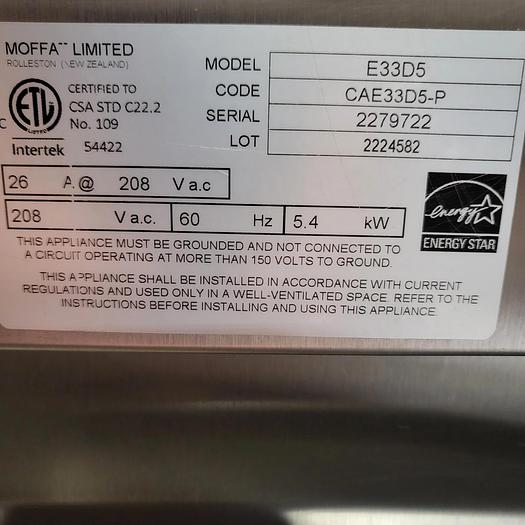 MOFFA™ LIMITED
ROLLESTON (NEW ZEALAND)
C
ETL
LISTED
Intertek
CERTIFIED TO
CSA STD C22.2
No. 109
54422
MODEL E33D5
CODE CAE33D5-P
SERIAL 2279722
LOT 2224582
26 A @ 208 V a.c
208 V a.c. 60 Hz 5.4 kW
energy
ENERGY STAR
THIS APPLIANCE MUST BE GROUNDED AND NOT CONNECTED TO
A CIRCUIT OPERATING AT MORE THAN 150 VOLTS TO GROUND.
THIS APPLIANCE SHALL BE INSTALLED IN ACCORDANCE WITH CURRENT
REGULATIONS AND USED ONLY IN A WELL-VENTILATED SPACE. REFER TO THE
INSTRUCTIONS BEFORE INSTALLING AND USING THIS APPLIANCE.